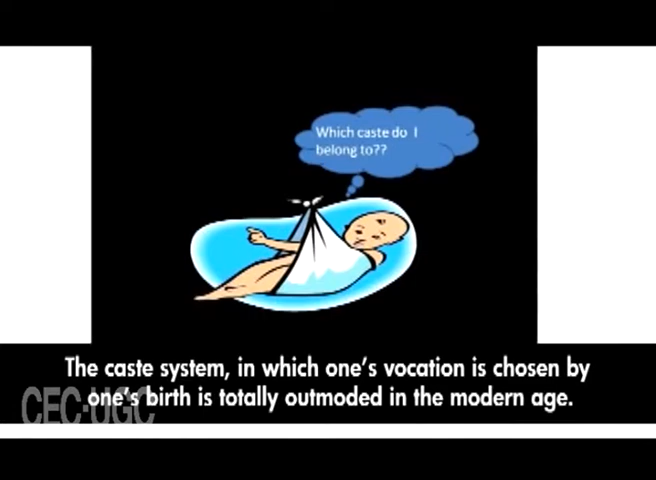 Which caste do I
belong to??
The caste system, in which one's vocation is chosen by
one's birth is totally outmoded in the modern age.
CEC-UGC